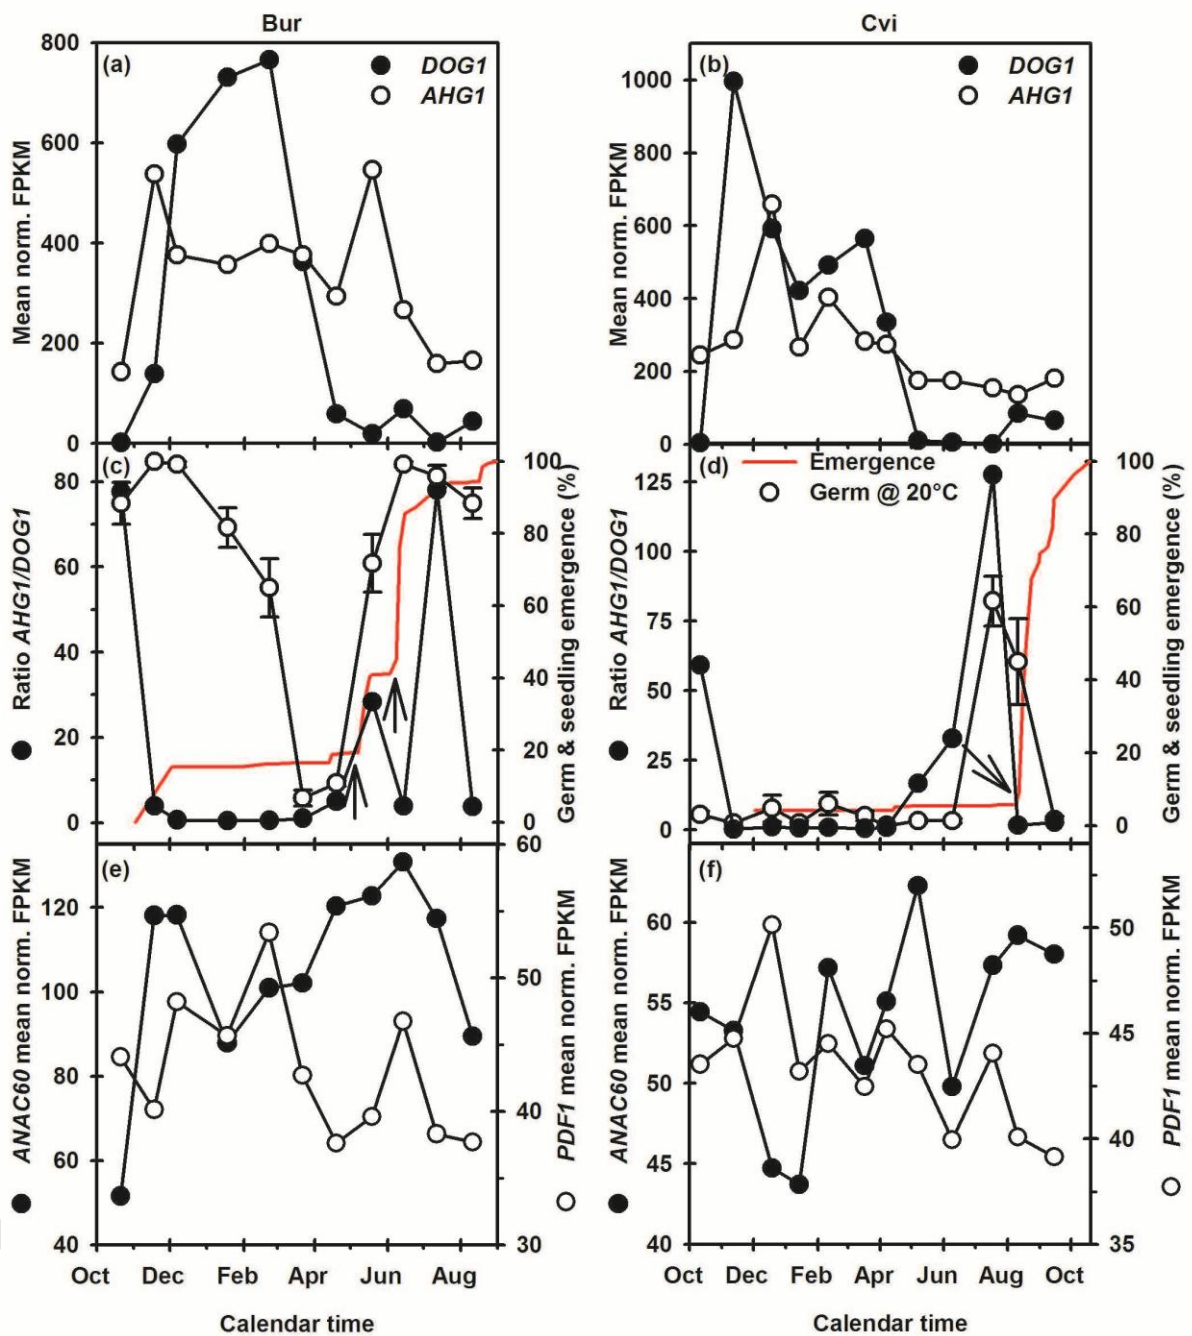 Bur
Cvi
(a)
DOG1
AHG1
800
600
400
200
0
Mean norm. FPKM
(b)
DOG1
AHG1
1000
800
600
400
200
0
Mean norm. FPKM
(c)
80
60
40
20
0
Ratio AHG1/DOG1
100
80
60
40
20
0
Germ & seedling emergence (%)
(d)
Emergence
Germ @ 20°C
125
100
75
50
25
0
Ratio AHG1/DOG1
100
80
60
40
20
0
Germ & seedling emergence (%)
(e)
120
100
80
60
40
ANAC60 mean norm. FPKM
60
50
40
30
PDF1 mean norm. FPKM
(f)
60
55
50
45
40
ANAC60 mean norm. FPKM
50
45
40
35
PDF1 mean norm. FPKM
Oct Dec Feb Apr Jun Aug
Oct Dec Feb Apr Jun Aug Oct
Calendar time
Calendar time